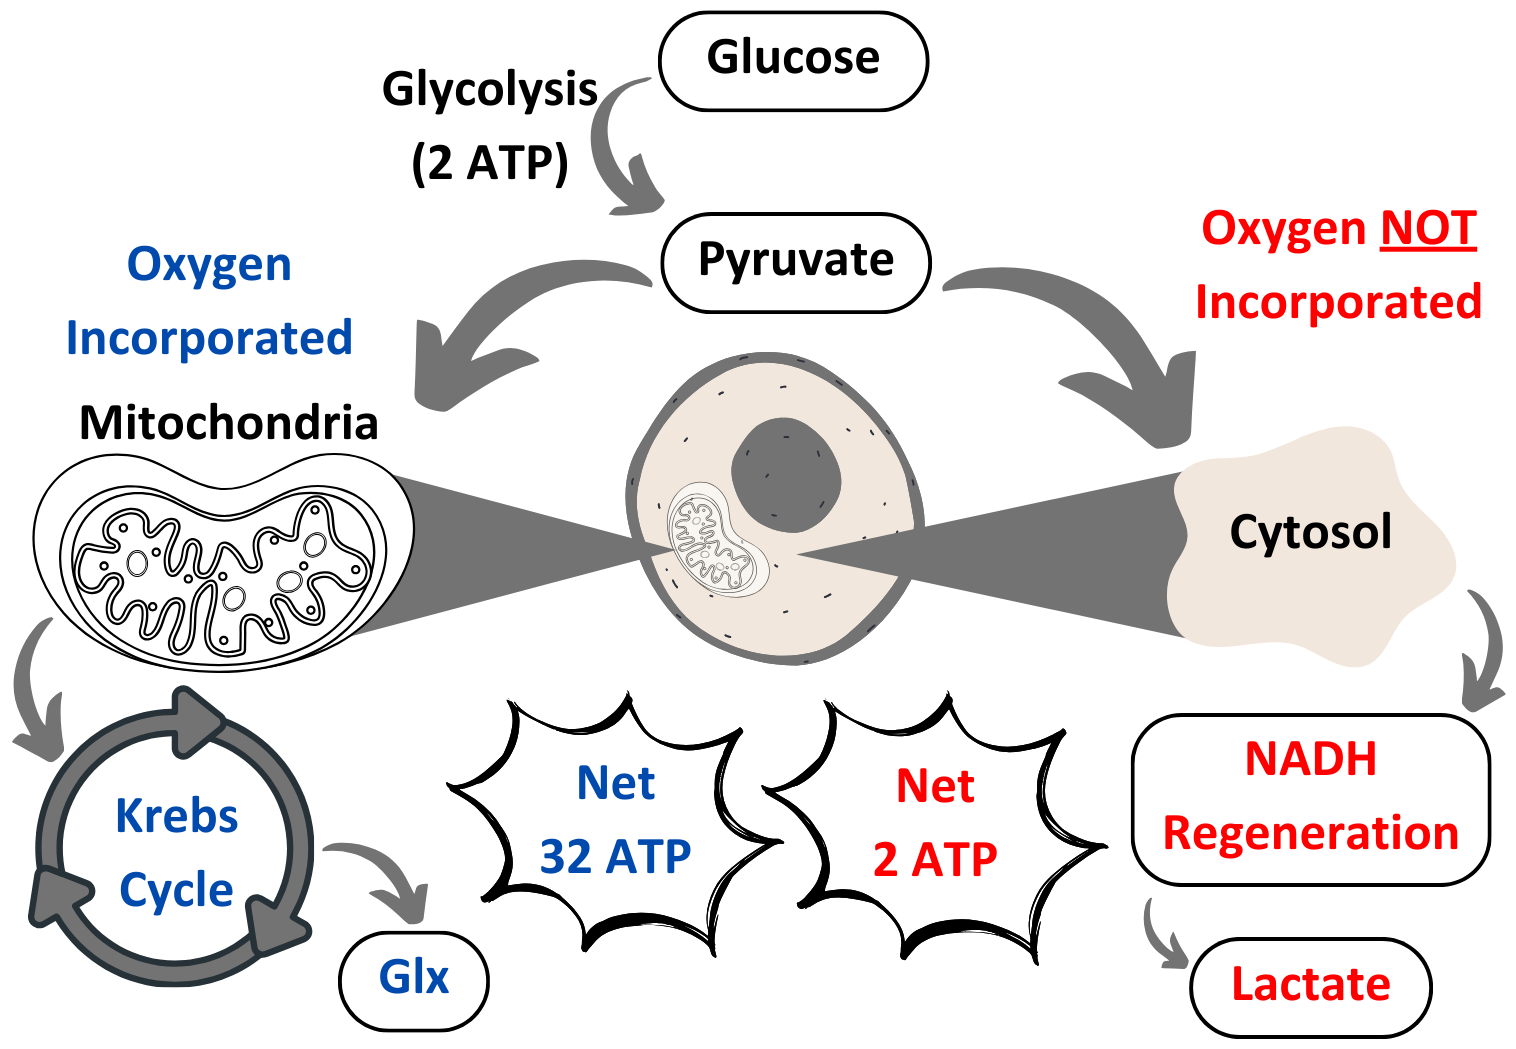 Glucose
Glycolysis
(2 ATP)
Pyruvate
Oxygen
Incorporated
Oxygen NOT
Incorporated
Mitochondria
Cytosol
Krebs
Cycle
Net
32 ATP
Net
2 ATP
NADH
Regeneration
Glx
Lactate